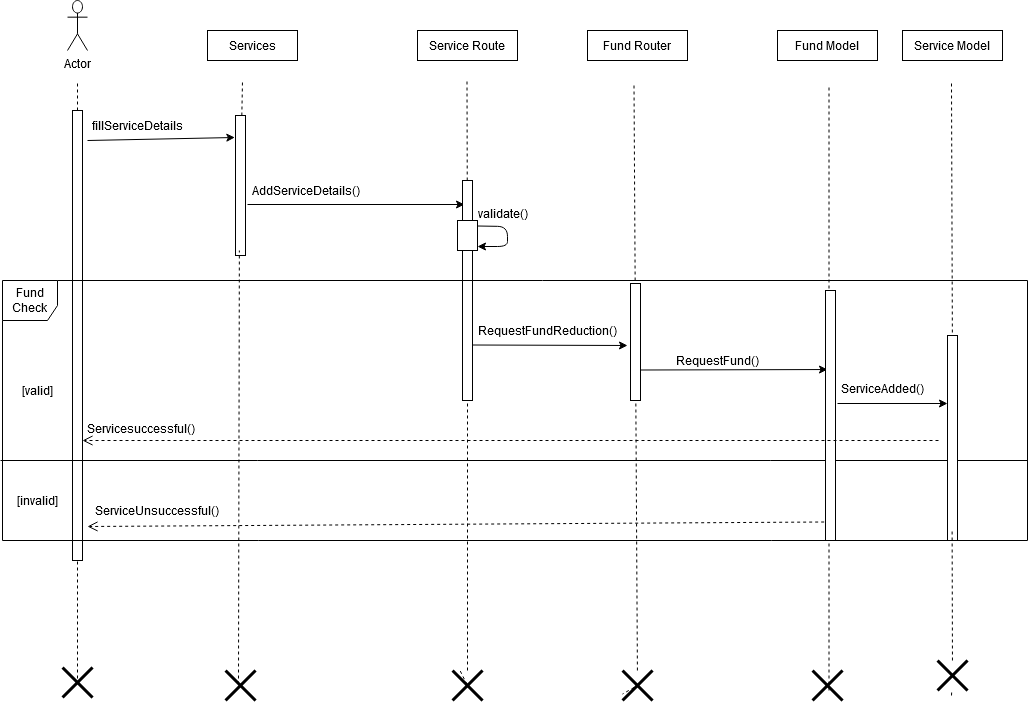 Actor
Services
Service Route
Fund Router
Fund Model
Service Model
fillServiceDetails
AddServiceDetails()
validate()
Fund
Check
RequestFundReduction()
RequestFund()
[valid]
ServiceAdded()
Servicesuccessful()
[invalid]
ServiceUnsuccessful()